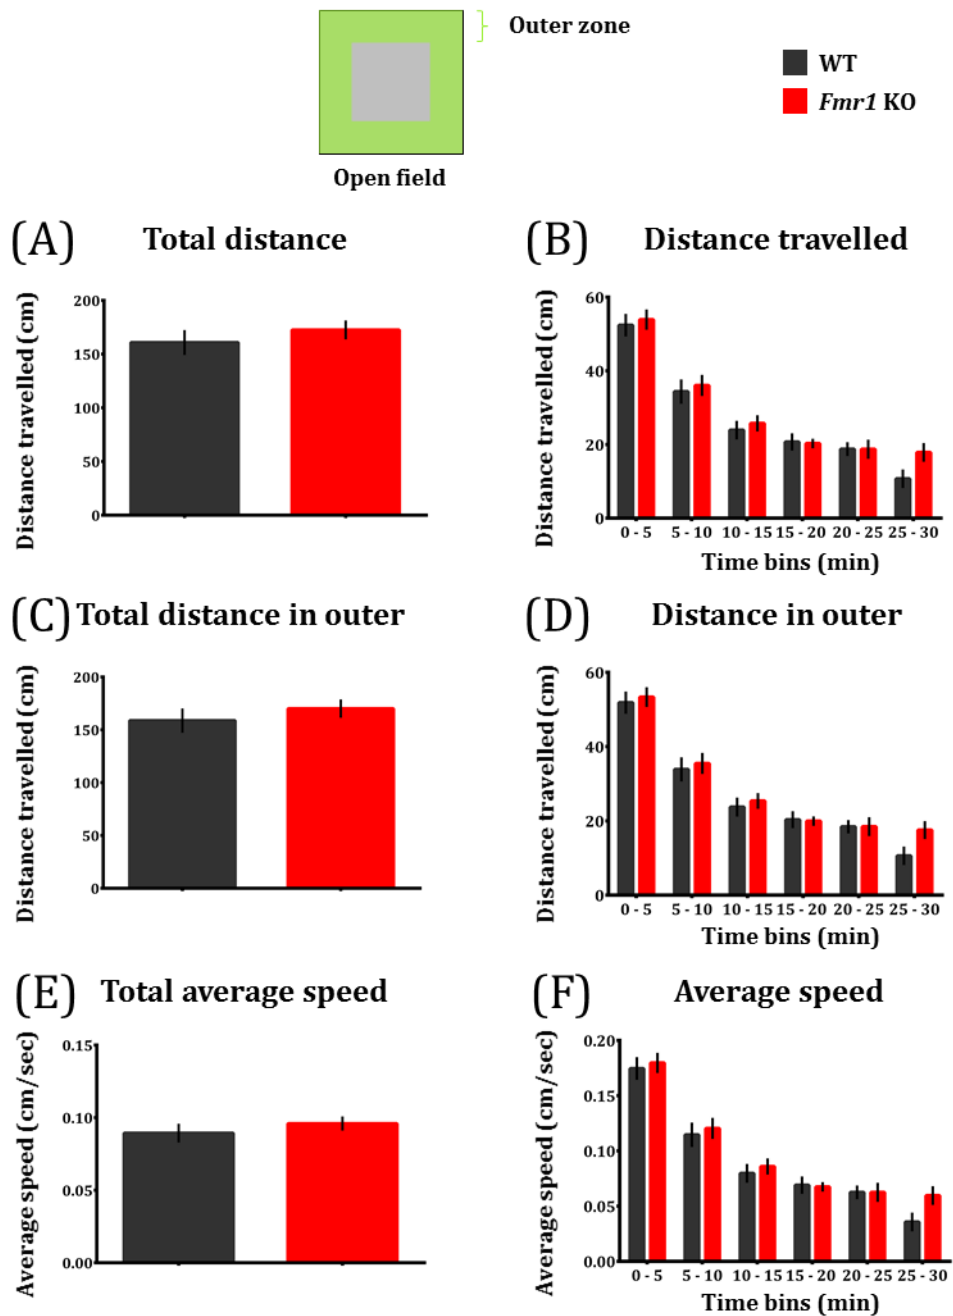 Outer zone
WT
Fmr1 KO
Open field
(A) Total distance
Distance travelled (cm)
200
150
100
50
0
(B) Distance travelled
Distance travelled (cm)
60
40
20
0
0 - 5 5 - 10 10 - 15 15 - 20 20 - 25 25 - 30
Time bins (min)
(C) Total distance in outer
Distance travelled (cm)
200
150
100
50
0
(D) Distance in outer
Distance travelled (cm)
60
40
20
0
0 - 5 5 - 10 10 - 15 15 - 20 20 - 25 25 - 30
Time bins (min)
(E) Total average speed
Average speed (cm/sec)
0.15
0.10
0.05
0.00
(F) Average speed
Average speed (cm/sec)
0.20
0.15
0.10
0.05
0.00
0 - 5 5 - 10 10 - 15 15 - 20 20 - 25 25 - 30
Time bins (min)